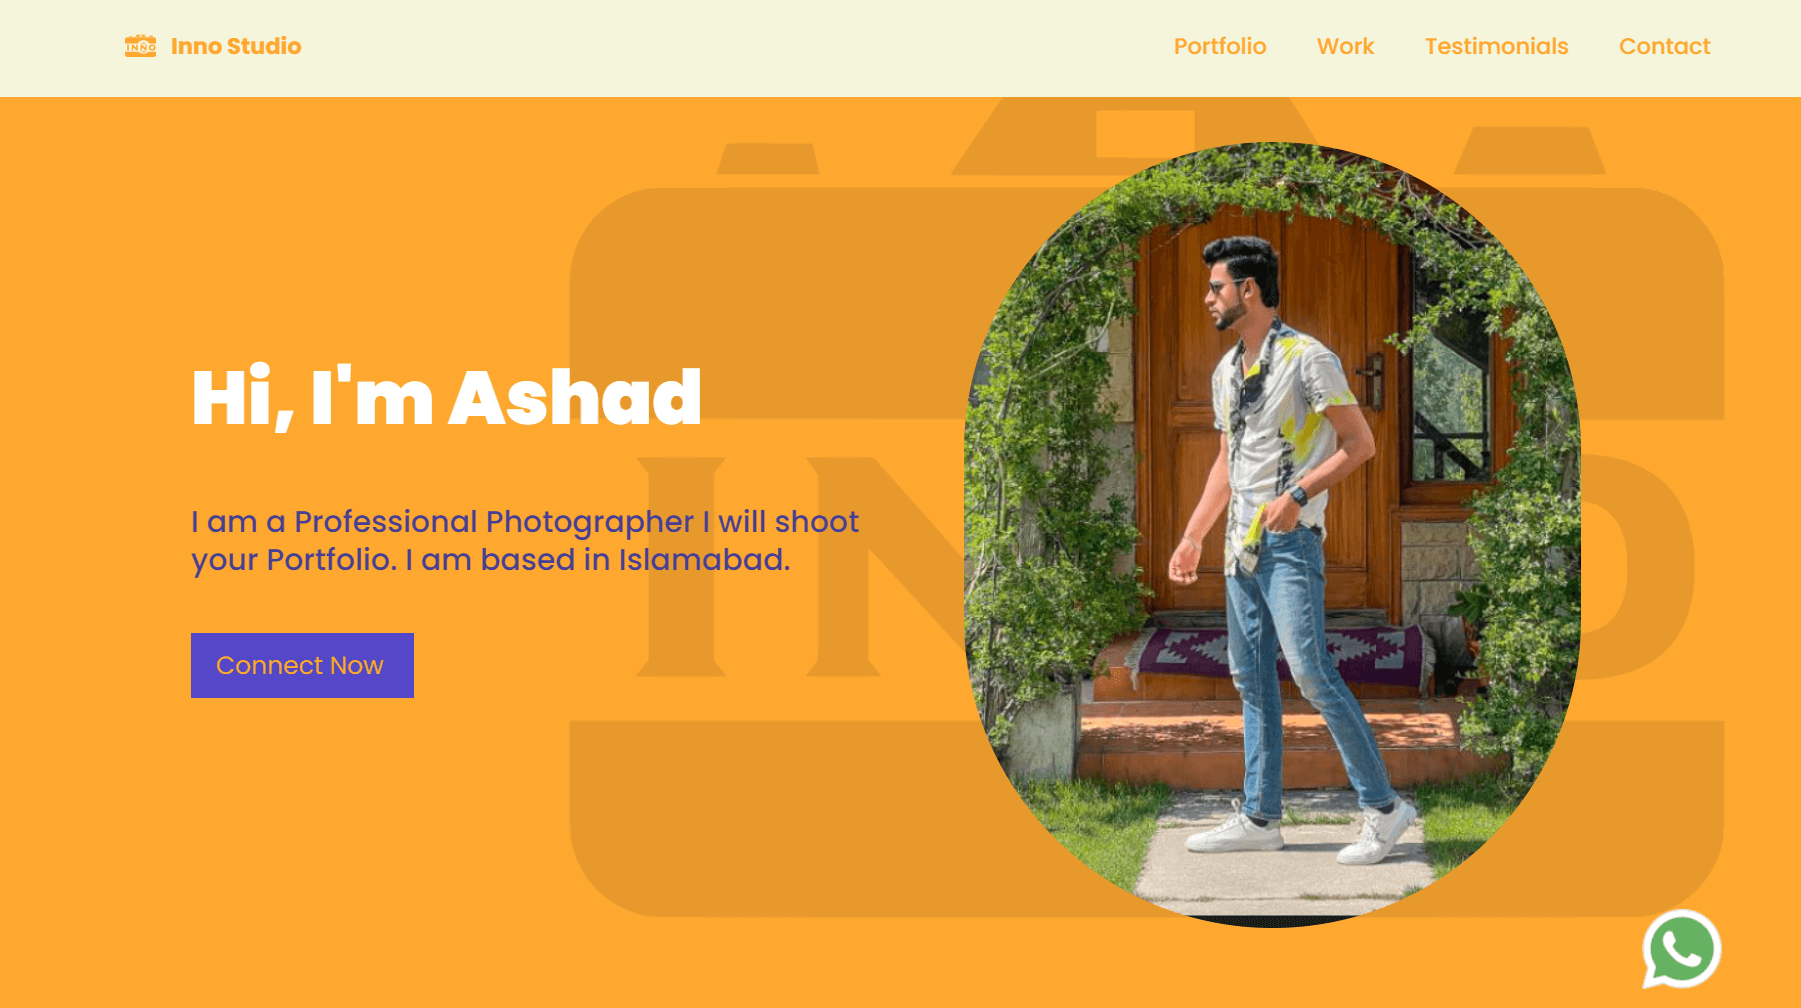 INNO
Inno Studio
Portfolio
Work
Testimonials
Contact
Hi, I'm Ashad
I am a Professional Photographer I will shoot
your Portfolio. I am based in Islamabad.
Connect Now